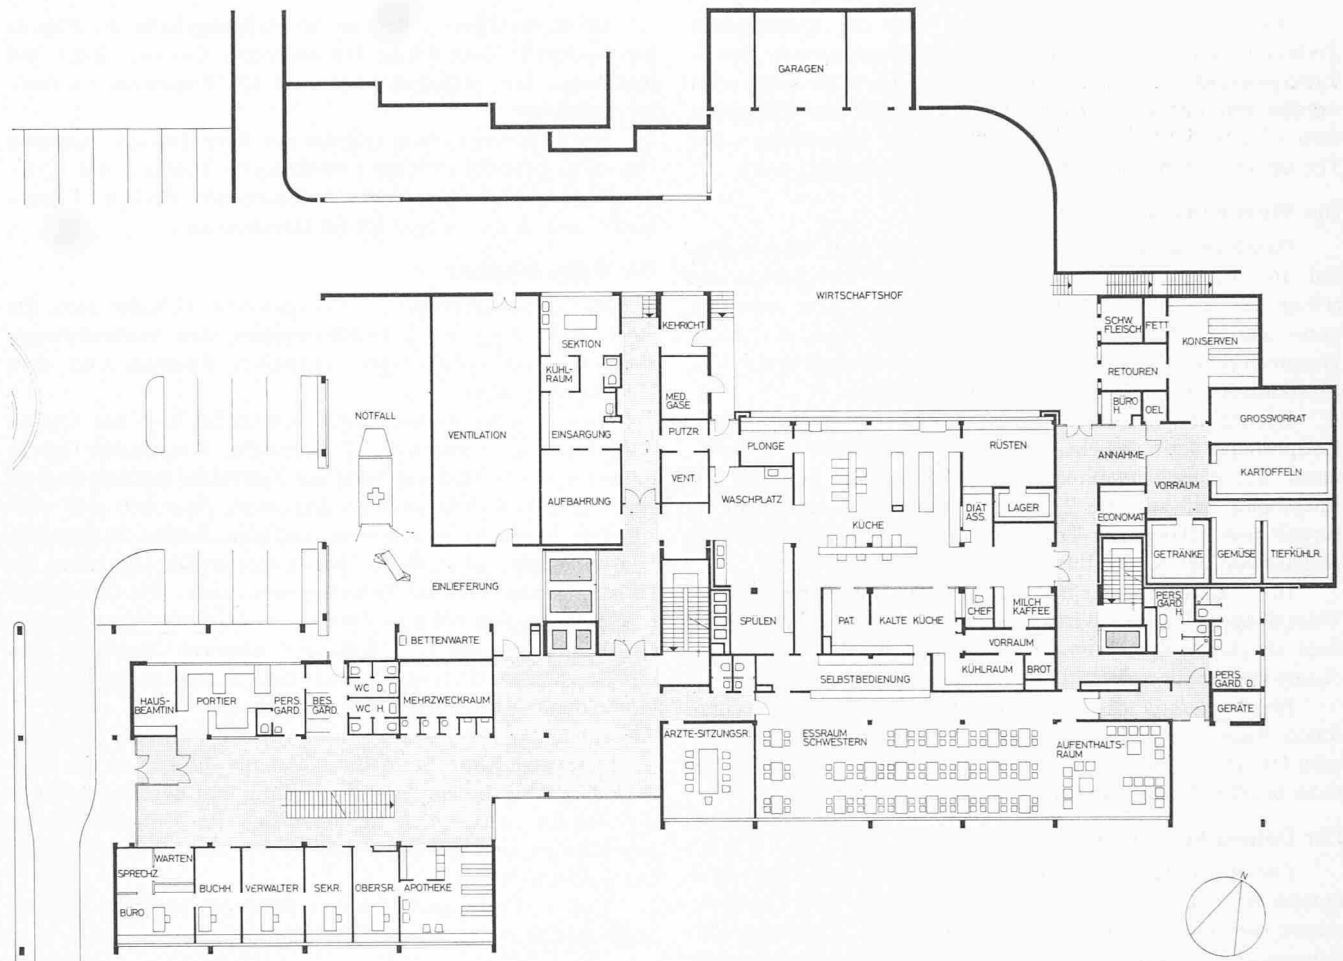 GARAGEN
WIRTSCHAFTSHOF
NOTFALL
VENTILATION
SEKTION
KÜHL-
RAUM
EINSARGUNG
AUFBAHRUNG
KEHRICHT
MED.
GASE
PUTZR.
VENT.
PLONGE
WASCHPLATZ
KÜCHE
RÜSTEN
DIÄT
ASS.
LAGER
SCHW.
FLEISCH
FETT
KONSERVEN
RETOUREN
BÜRO
H.
OEL
GROSSVORRAT
ANNAHME
VORRAUM
KARTOFFELN
ECONOMAT
GETRÄNKE
GEMÜSE
TIEFKÜHLR.
EINLIEFERUNG
BETTENWARTE
SPÜLEN
PAT.
KALTE KÜCHE
CHEF
MILCH
KAFFEE
VORRAUM
KÜHLRAUM
BROT
SELBSTBEDIENUNG
PERS.
GARD.
H.
PERS.
GARD. D.
GERÄTE
HAUS-
BEAMTIN
PORTIER
PERS.
GARD.
BES.
GARD.
WC D.
WC H.
MEHRZWECKRAUM
ÄRZTE-SITZUNGSR.
ESSRAUM
SCHWESTERN
AUFENTHALTS-
RAUM
WARTEN
SPRECHZ.
BÜRO
BUCHH.
VERWALTER
SEKR.
OBERSR.
APOTHEKE
N